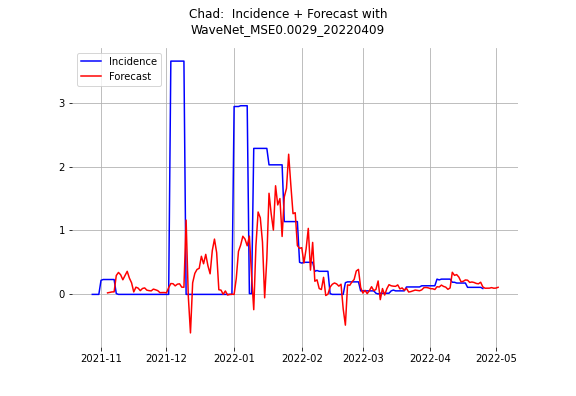 Chad:  Incidence + Forecast with
WaveNet_MSE0.0029_20220409
Incidence
Forecast
3
2
1
0
2021-11 2021-12 2022-01 2022-02 2022-03 2022-04 2022-05